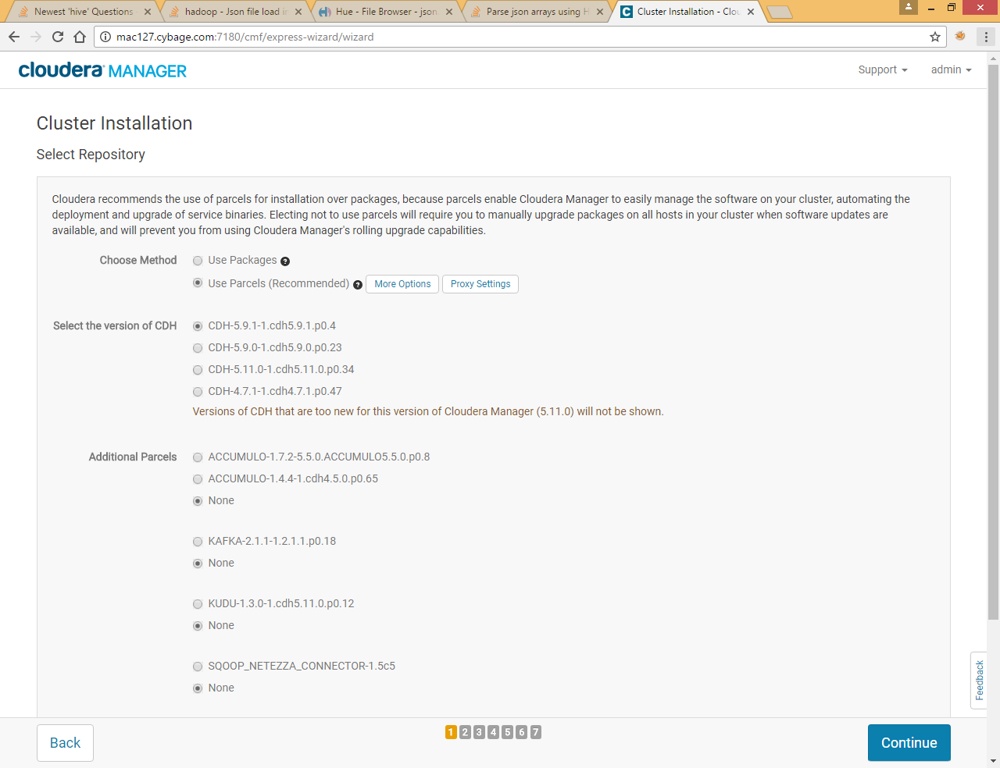 Newest 'hive' Questions
hadoop - Json file load in
Hue - File Browser - json.
Parse json arrays using H
Cluster Installation - Clou
mac127.cybage.com:7180/cmf/express-wizard/wizard
cloudera MANAGER
Support
admin
Cluster Installation
Select Repository
Cloudera recommends the use of parcels for installation over packages, because parcels enable Cloudera Manager to easily manage the software on your cluster, automating the
deployment and upgrade of service binaries. Electing not to use parcels will require you to manually upgrade packages on all hosts in your cluster when software updates are
available, and will prevent you from using Cloudera Manager's rolling upgrade capabilities.
Choose Method
Use Packages ?
Use Parcels (Recommended) ? More Options Proxy Settings
Select the version of CDH
CDH-5.9.1-1.cdh5.9.1.p0.4
CDH-5.9.0-1.cdh5.9.0.p0.23
CDH-5.11.0-1.cdh5.11.0.p0.34
CDH-4.7.1-1.cdh4.7.1.p0.47
Versions of CDH that are too new for this version of Cloudera Manager (5.11.0) will not be shown.
Additional Parcels
ACCUMULO-1.7.2-5.5.0.ACCUMULO5.5.0.p0.8
ACCUMULO-1.4.4-1.cdh4.5.0.p0.65
None
KAFKA-2.1.1-1.2.1.1.p0.18
None
KUDU-1.3.0-1.cdh5.11.0.p0.12
None
SQOOP_NETEZZA_CONNECTOR-1.5c5
None
Feedback
Back
1 2 3 4 5 6 7
Continue